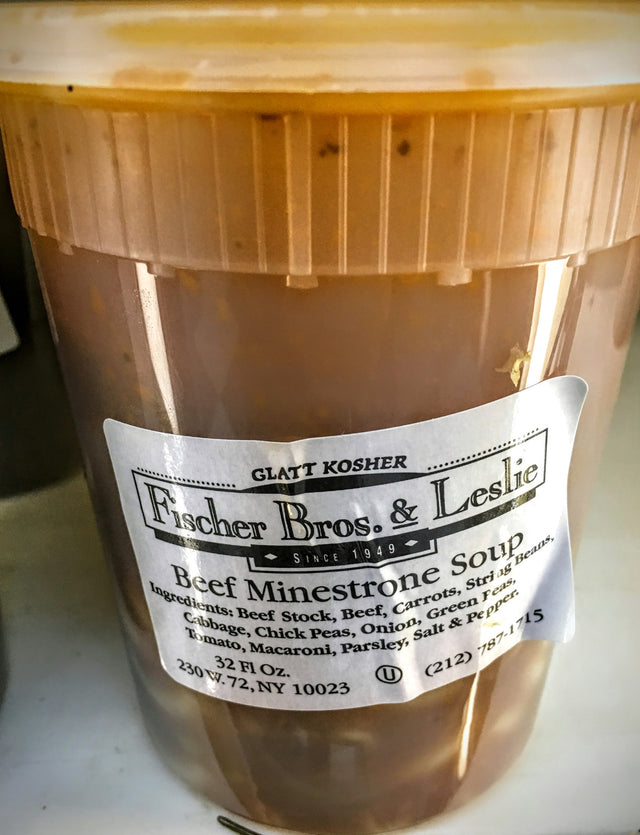 GLATT KOSHER
Fischer Bros. & Leslie
SINCE 1949
Beef Minestrone Soup
Ingredients: Beef Stock, Beef, Carrots, String Beans,
Cabbage, Chick Peas, Onion, Green Peas,
Tomato, Macaroni, Parsley, Salt & Pepper.
32 Fl Oz.
230 W. 72, NY 10023
U
(212) 787-1715